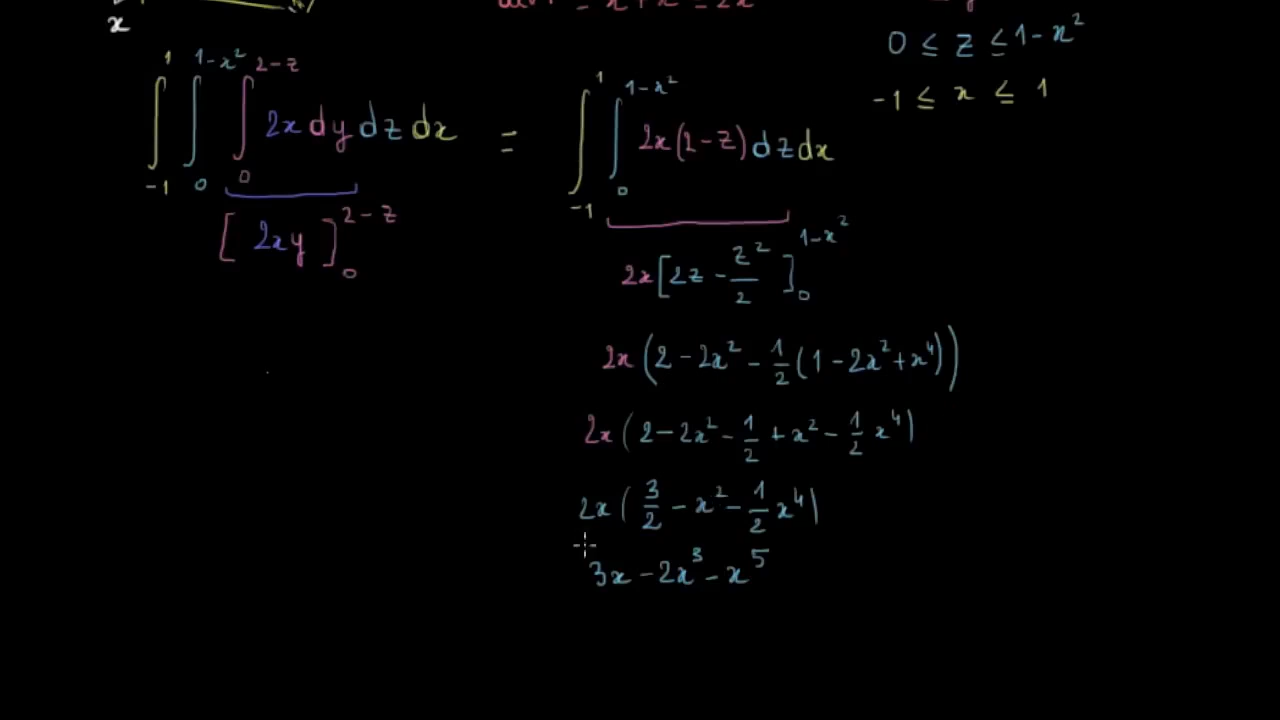 x
0 ≤ z ≤ 1-x²
-1 ≤ x ≤ 1
∫₋₁¹ ∫₀^(1-x²) ∫₀^(2-z) 2x dy dz dx = ∫₋₁¹ ∫₀^(1-x²) 2x(2-z) dz dx
[2xy]₀^(2-z)
2x[2z - z²/2]₀^(1-x²)
2x(2 - 2x² - 1/2(1 - 2x² + x⁴))
2x(2 - 2x² - 1/2 + x² - 1/2 x⁴)
2x(3/2 - x² - 1/2 x⁴)
3x - 2x³ - x⁵